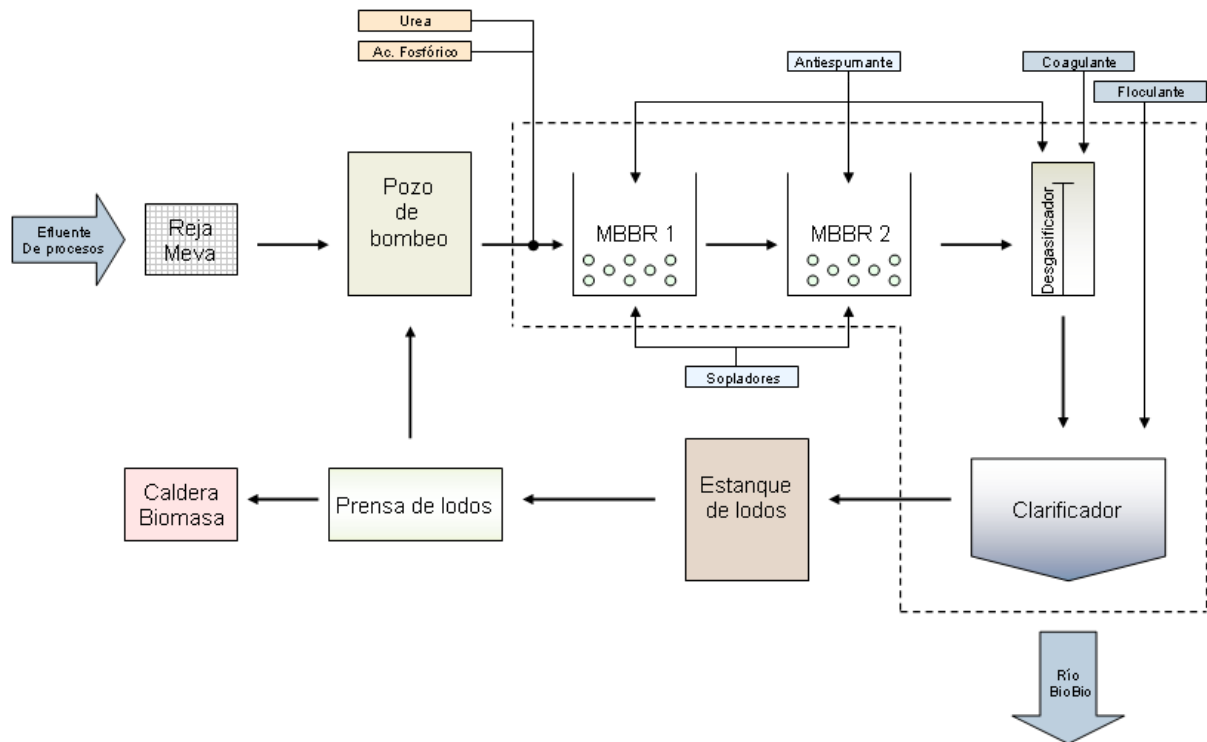 Urea
Ac. Fosfórico
Antiespumante
Coagulante
Floculante
Efluente
De procesos
Reja
Meva
Pozo
de
bombeo
MBBR 1
MBBR 2
Desgasificador
Sopladores
Caldera
Biomasa
Prensa de lodos
Estanque
de lodos
Clarificador
Río
BioBio